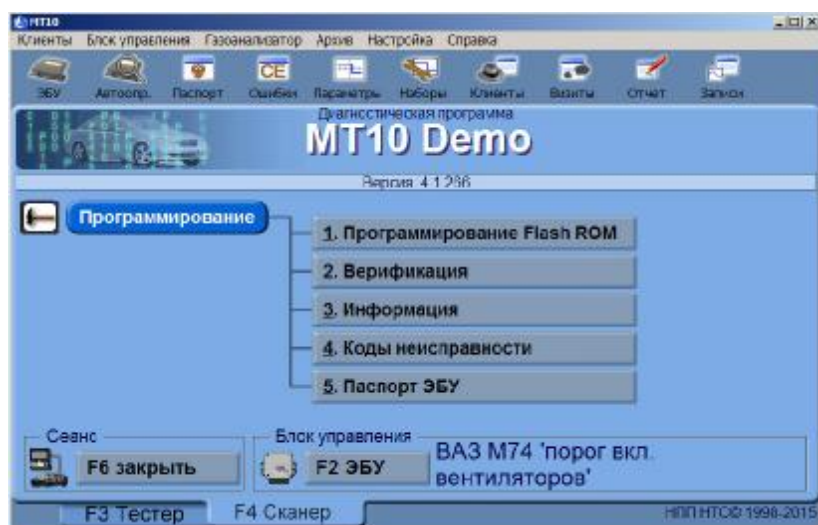 MT10
Клиенты Блок управления Газоанализатор Архив Настройка Справка
ЭБУ Автоопр. Паспорт Ошибки Параметры Наборы Клиенты Визиты Отчет Записи
CE
Диагностическая программа
MT10 Demo
Версия 4.1.266
Программирование
1. Программирование Flash ROM
2. Верификация
3. Информация
4. Коды неисправности
5. Паспорт ЭБУ
Сеанс
F6 закрыть
Блок управления
F2 ЭБУ
ВАЗ М74 'порог вкл.
вентиляторов'
F3 Тестер F4 Сканер
НПП НТС© 1998-2015